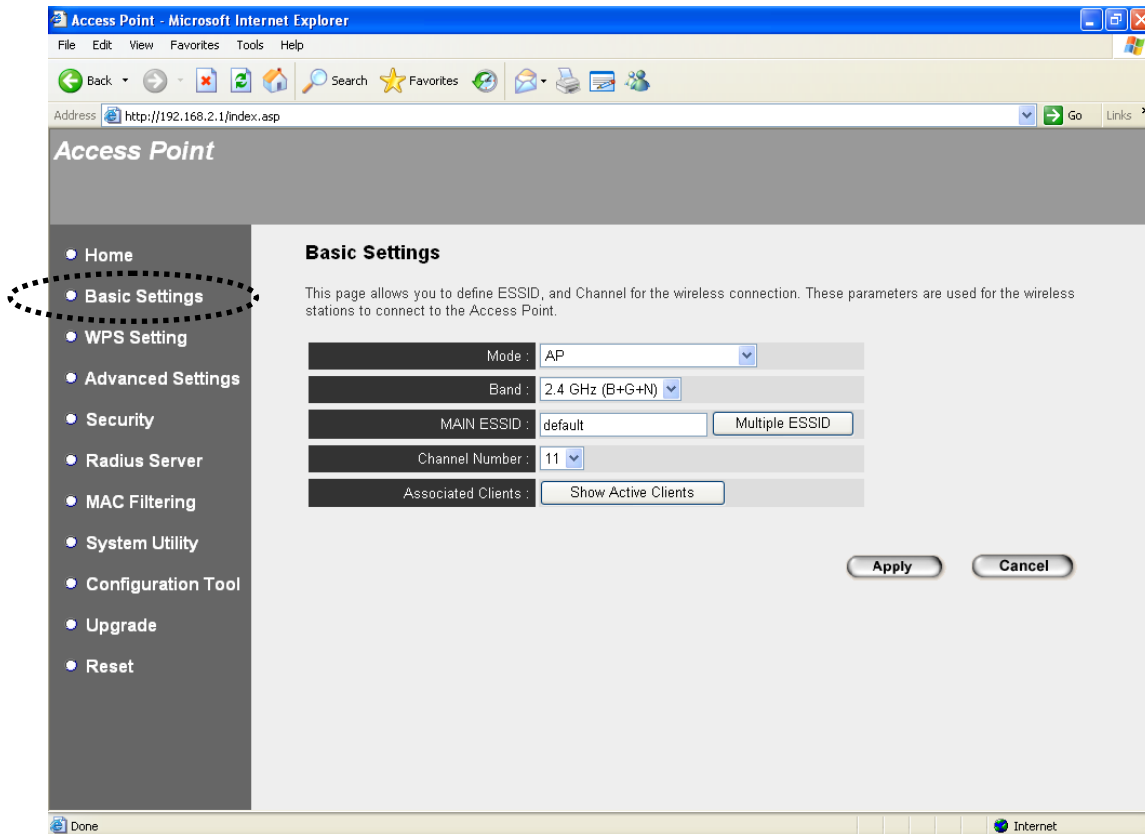 Access Point - Microsoft Internet Explorer
File Edit View Favorites Tools Help
Back Search Favorites
Address http://192.168.2.1/index.asp Go Links
Access Point
Home
Basic Settings
WPS Setting
Advanced Settings
Security
Radius Server
MAC Filtering
System Utility
Configuration Tool
Upgrade
Reset
Basic Settings
This page allows you to define ESSID, and Channel for the wireless connection. These parameters are used for the wireless
stations to connect to the Access Point.
Mode : AP
Band : 2.4 GHz (B+G+N)
MAIN ESSID : default Multiple ESSID
Channel Number : 11
Associated Clients : Show Active Clients
Apply Cancel
Done Internet